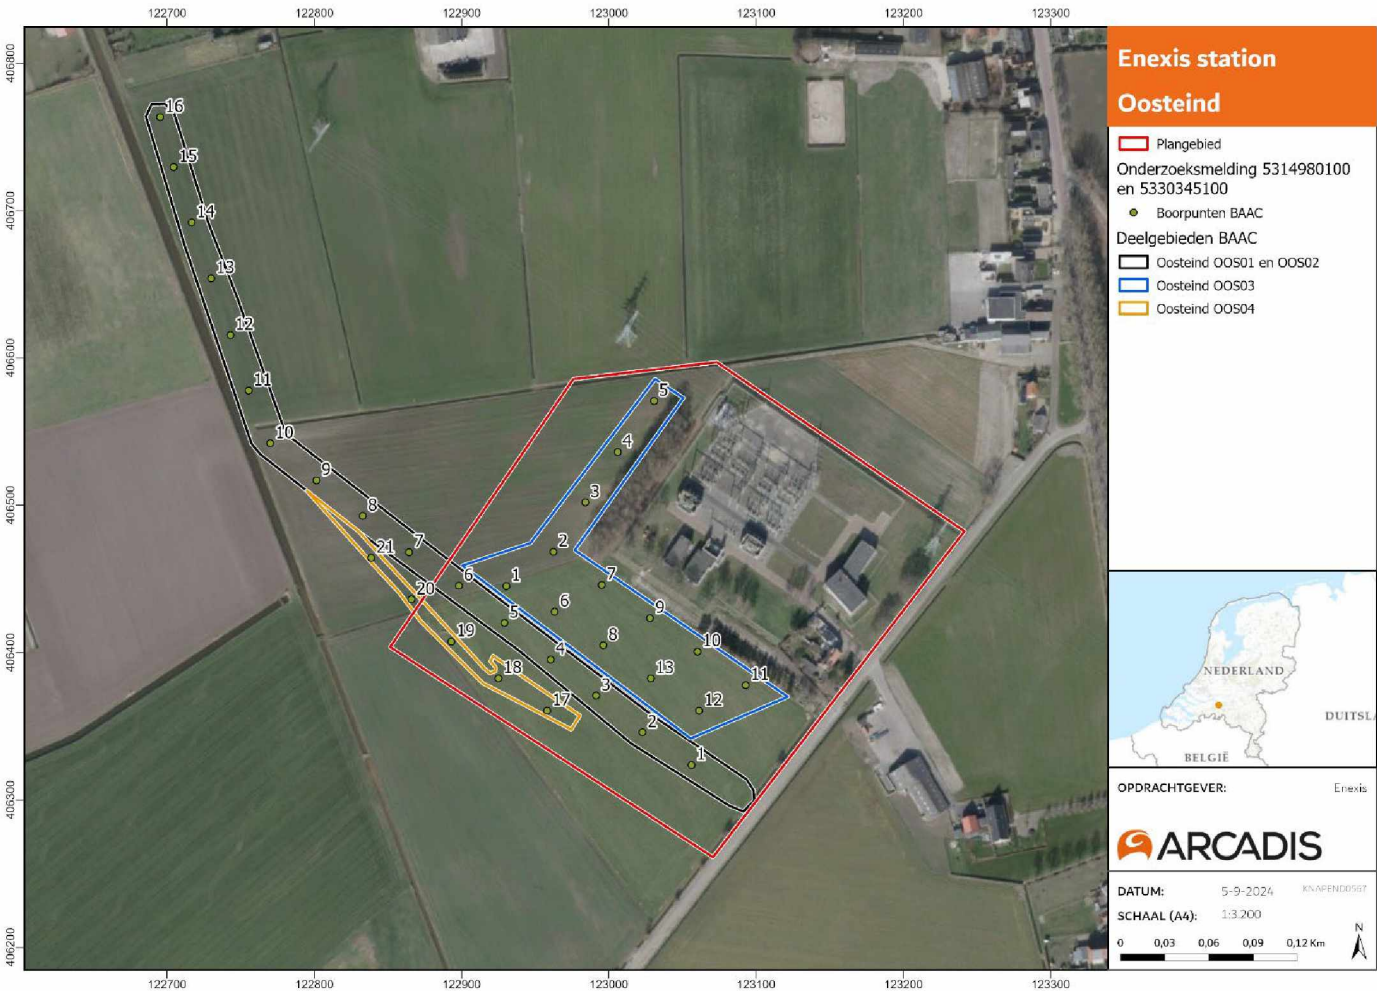 122700 122800 122900 123000 123100 123200 123300
406800
406700
406600
406500
406400
406300
406200
16
15
14
13
12
11
10
9
8
7
21
20
6
19
5
18
4
17
3
2
1
5
4
3
2
1
7
6
9
8
10
13
11
12
122700 122800 122900 123000 123100 123200 123300
Enexis station
Oosteind
Plangebied
Onderzoeksmelding 5314980100
en 5330345100
Boorpunten BAAC
Deelgebieden BAAC
Oosteind OOS01 en OOS02
Oosteind OOS03
Oosteind OOS04
NEDERLAND
DUITSLA
BELGIË
OPDRACHTGEVER: Enexis
ARCADIS
DATUM: 5-9-2024
SCHAAL (A4): 1:3.200
N
0 0,03 0,06 0,09 0,12 Km